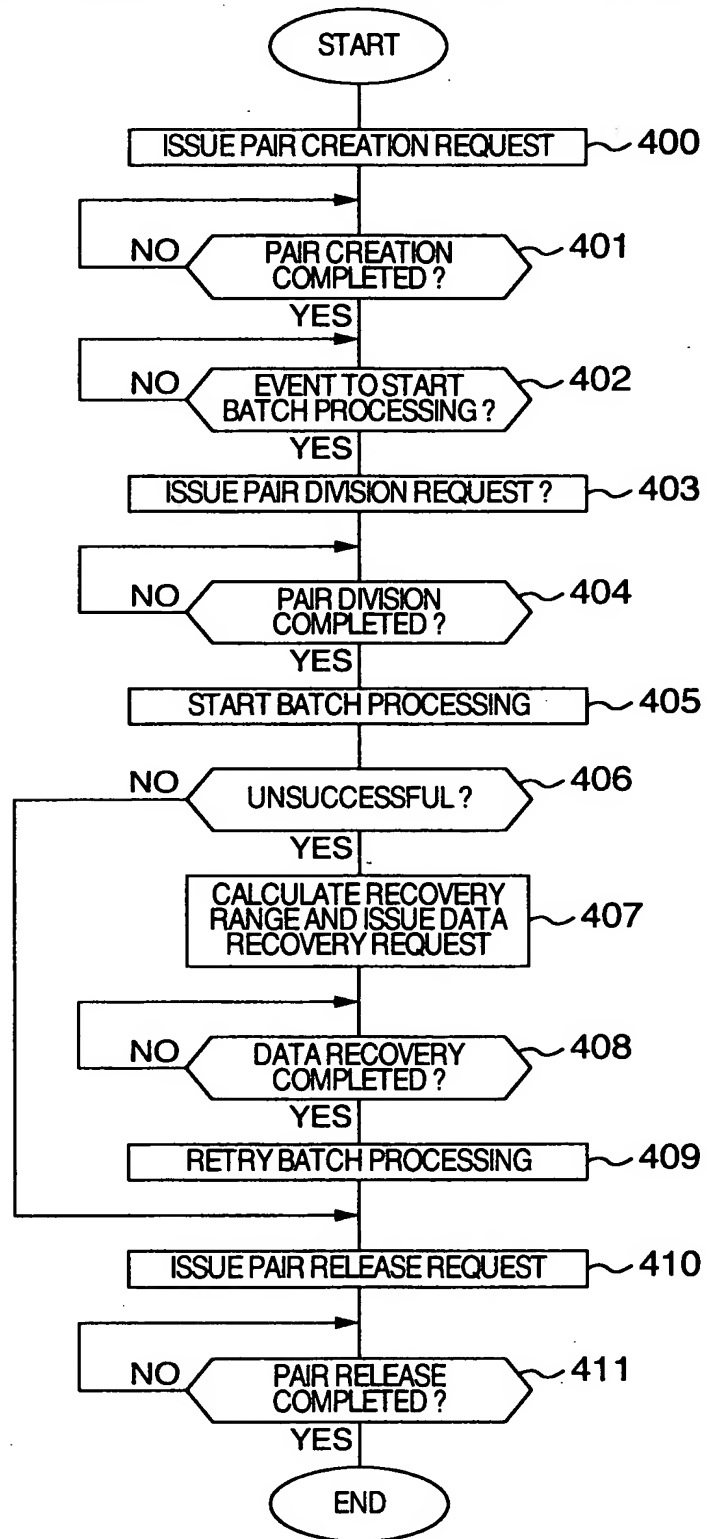 START
ISSUE PAIR CREATION REQUEST 400
NO PAIR CREATION 401
COMPLETED ?
YES
NO EVENT TO START 402
BATCH PROCESSING ?
YES
ISSUE PAIR DIVISION REQUEST ? 403
NO PAIR DIVISION 404
COMPLETED ?
YES
START BATCH PROCESSING 405
NO UNSUCCESSFUL ? 406
YES
CALCULATE RECOVERY
RANGE AND ISSUE DATA 407
RECOVERY REQUEST
NO DATA RECOVERY 408
COMPLETED ?
YES
RETRY BATCH PROCESSING 409
ISSUE PAIR RELEASE REQUEST 410
NO PAIR RELEASE 411
COMPLETED ?
YES
END